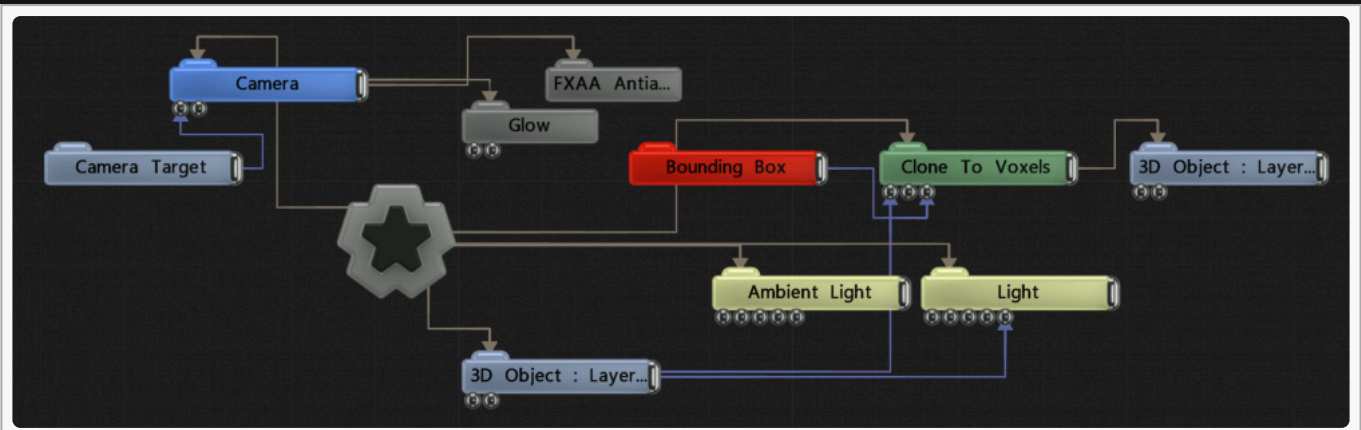 Camera
FXAA Antia...
Glow
Camera Target
Bounding Box
Clone To Voxels
3D Object : Layer...
Ambient Light
Light
3D Object : Layer...